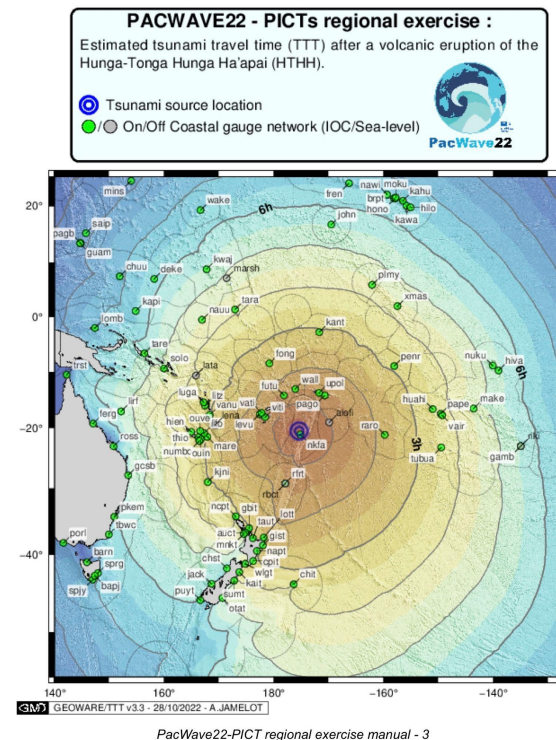 PACWAVE22 - PICTs regional exercise :
Estimated tsunami travel time (TTT) after a volcanic eruption of the
Hunga-Tonga Hunga Ha'apai (HTHH).
Tsunami source location
/ On/Off Coastal gauge network (IOC/Sea-level)
PacWave22
mins
fren
nawi
moku
kahu
brpt
hono
hilo
kawa
20°
wake
6h
john
pagb
saip
guam
chuu
deke
kwaj
marsh
plmy
kapi
tara
xmas
0°
lomb
nauu
kant
tare
solo
fong
penr
nuku
hiva
trst
lata
wall
upol
6h
luga
futu
lirf
vanu
vati
pago
huahi
pape
make
ferg
hien
ouve
lena
levu
viti
alofi
−20°
raro
vair
ross
thio
nkfa
3h
riki
numbo
ouin
mare
tubua
gamb
gcsb
kjni
rfrt
rbct
pkem
ncpt
gbit
lott
tbwc
taut
porl
auct
gist
−40°
mnkt
napt
barn
chst
cpit
sprg
jack
wlgt
chit
spjy
bapj
puyt
kait
sumt
otat
140°
160°
180°
−160°
−140°
GMD GEOWARE/TTT v3.3 - 28/10/2022 - A.JAMELOT
PacWave22-PICT regional exercise manual - 3